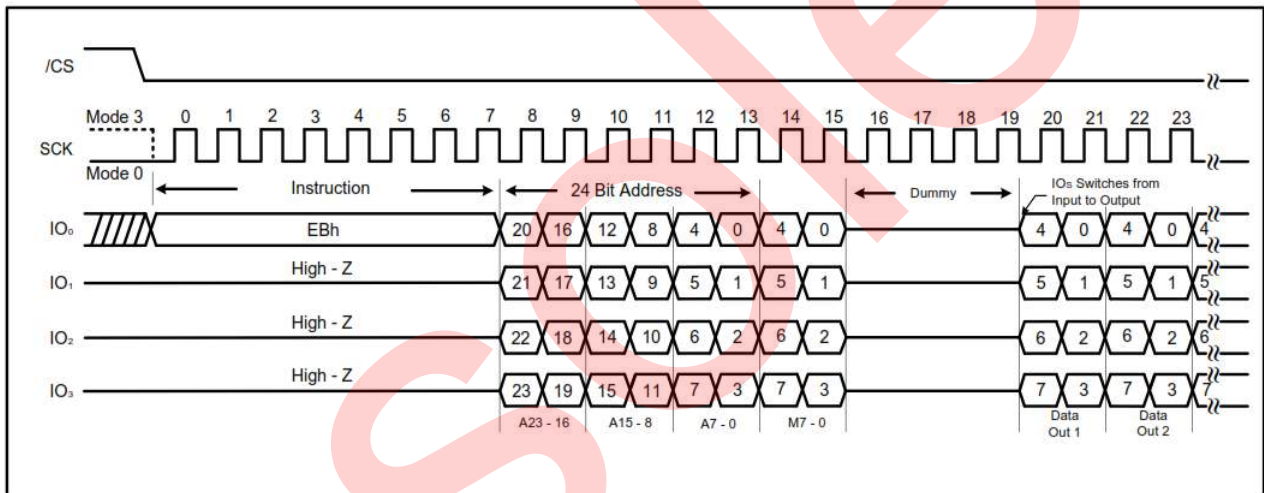 /CS
Mode 3 0 1 2 3 4 5 6 7 8 9 10 11 12 13 14 15 16 17 18 19 20 21 22 23
SCK
Mode 0
Instruction 24 Bit Address Dummy IOs Switches from
Input to Output
IO₀ EBh 20 16 12 8 4 0 4 0 4 0 4 0 4
High - Z
IO₁ 21 17 13 9 5 1 5 1 5 1 5 1 5
High - Z
IO₂ 22 18 14 10 6 2 6 2 6 2 6 2 6
High - Z
IO₃ 23 19 15 11 7 3 7 3 7 3 7 3 7
A23 - 16 A15 - 8 A7 - 0 M7 - 0 Data Data
Out 1 Out 2